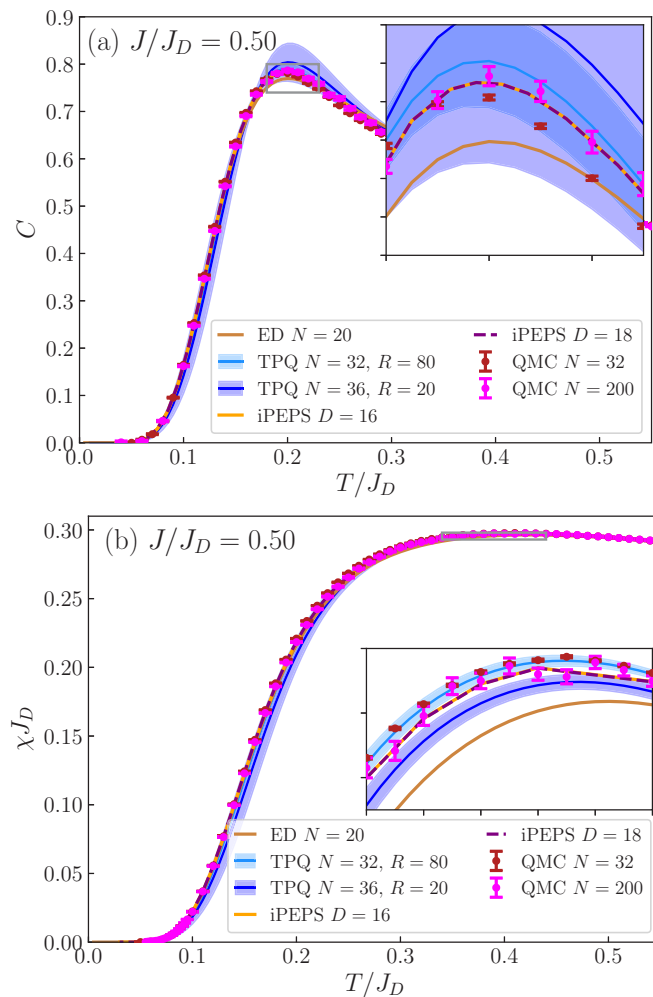 (a) J/J_D = 0.50
C
0.9
0.8
0.7
0.6
0.5
0.4
0.3
0.2
0.1
0.0
ED N = 20
TPQ N = 32, R = 80
TPQ N = 36, R = 20
iPEPS D = 16
iPEPS D = 18
QMC N = 32
QMC N = 200
0.0 0.1 0.2 0.3 0.4 0.5
T/J_D
(b) J/J_D = 0.50
χJ_D
0.30
0.25
0.20
0.15
0.10
0.05
0.00
ED N = 20
TPQ N = 32, R = 80
TPQ N = 36, R = 20
iPEPS D = 16
iPEPS D = 18
QMC N = 32
QMC N = 200
0.0 0.1 0.2 0.3 0.4 0.5
T/J_D